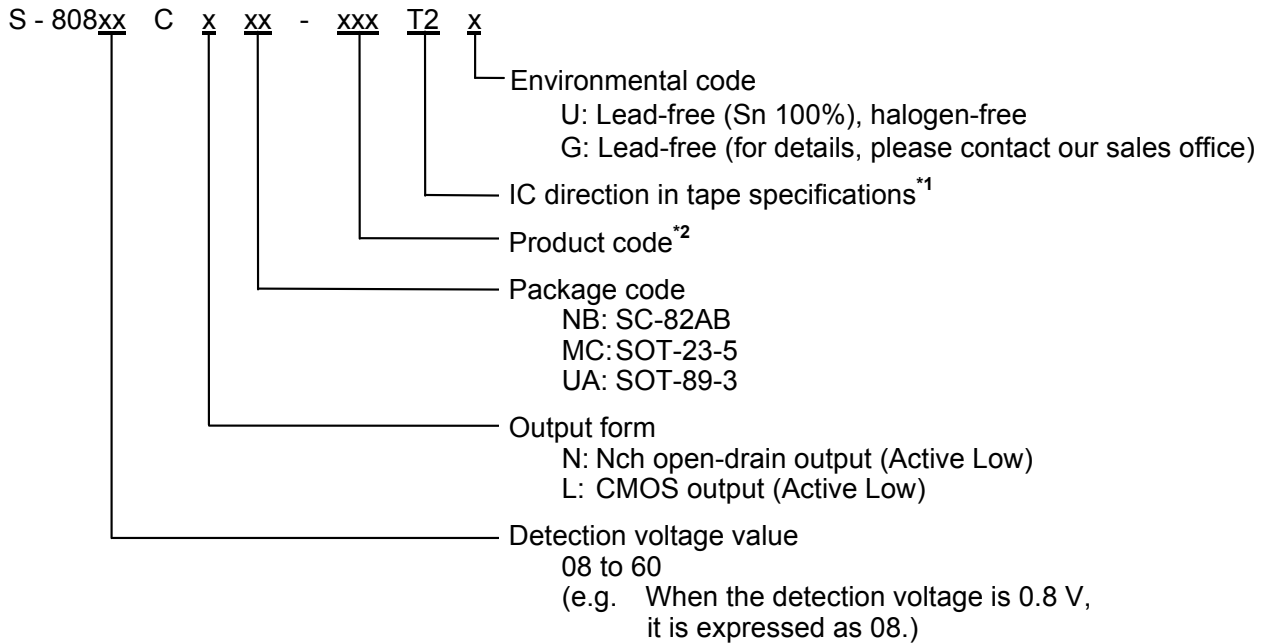 S - 808xx C x xx - xxx T2 x
Environmental code
U: Lead-free (Sn 100%), halogen-free
G: Lead-free (for details, please contact our sales office)
IC direction in tape specifications*1
Product code*2
Package code
NB: SC-82AB
MC: SOT-23-5
UA: SOT-89-3
Output form
N: Nch open-drain output (Active Low)
L: CMOS output (Active Low)
Detection voltage value
08 to 60
(e.g. When the detection voltage is 0.8 V,
it is expressed as 08.)